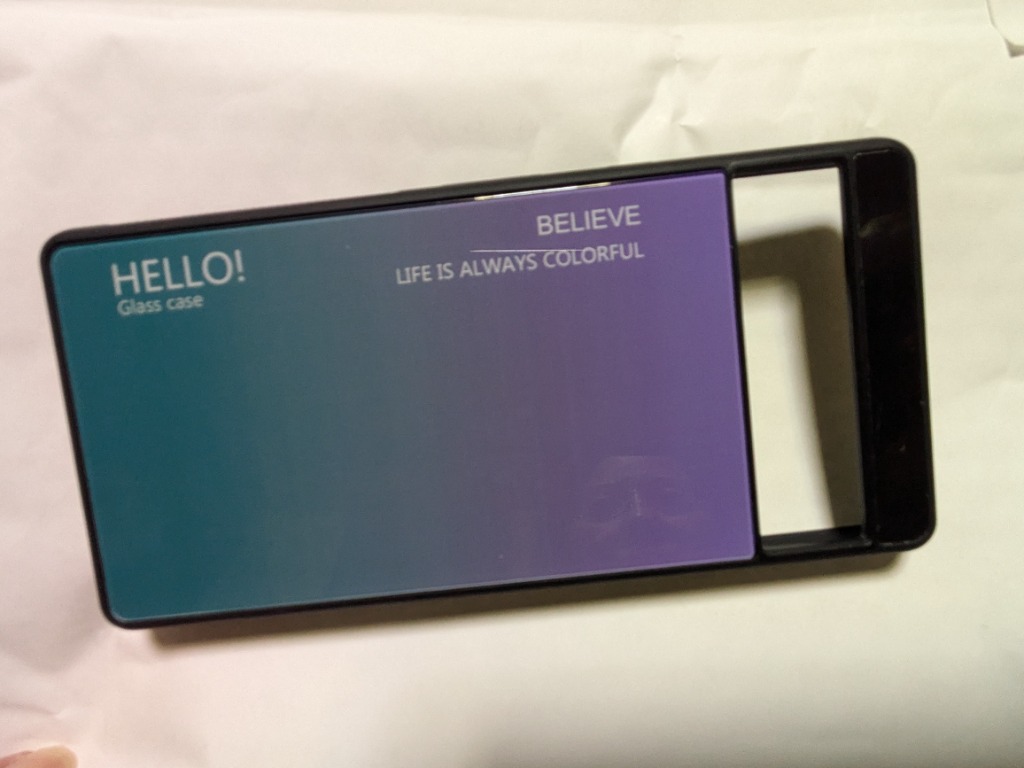 HELLO!
Glass case
BELIEVE
LIFE IS ALWAYS COLORFUL